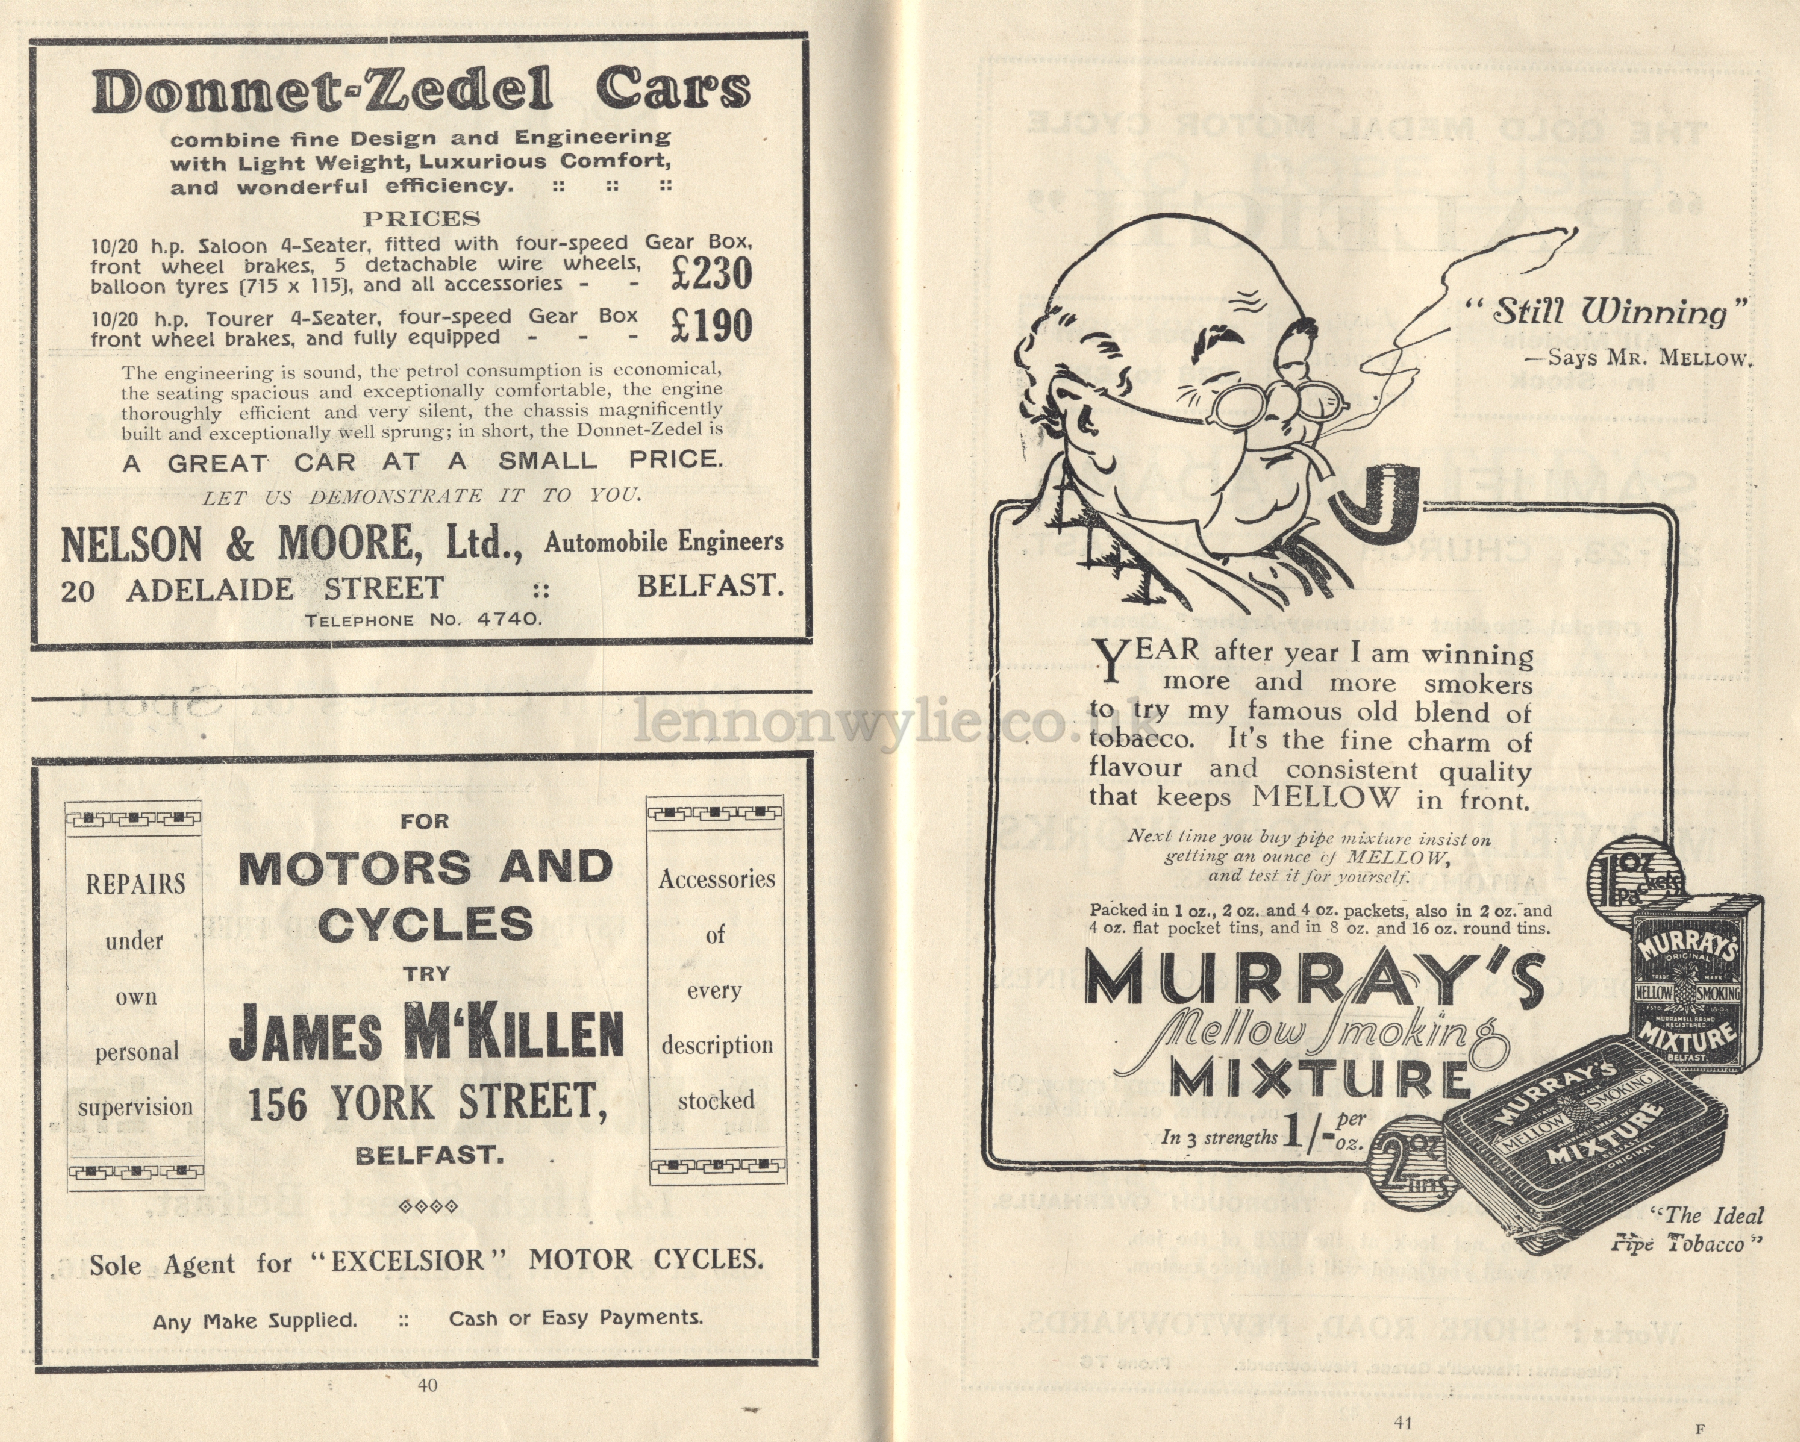 Donnet-Zedel Cars
combine fine Design and Engineering
with Light Weight, Luxurious Comfort,
and wonderful efficiency. :: :: ::
PRICES
10/20 h.p. Saloon 4-Seater, fitted with four-speed Gear Box,
front wheel brakes, 5 detachable wire wheels,
balloon tyres (715 x 115), and all accessories - - £230
10/20 h.p. Tourer 4-Seater, four-speed Gear Box
front wheel brakes, and fully equipped - - - £190
The engineering is sound, the petrol consumption is economical,
the seating spacious and exceptionally comfortable, the engine
thoroughly efficient and very silent, the chassis magnificently
built and exceptionally well sprung; in short, the Donnet-Zedel is
A GREAT CAR AT A SMALL PRICE.
LET US DEMONSTRATE IT TO YOU.
NELSON & MOORE, Ltd., Automobile Engineers
20 ADELAIDE STREET :: BELFAST.
TELEPHONE No. 4740.
REPAIRS
under
own
personal
supervision
FOR
MOTORS AND
CYCLES
TRY
JAMES M'KILLEN
156 YORK STREET,
BELFAST.
Accessories
of
every
description
stocked
Sole Agent for "EXCELSIOR" MOTOR CYCLES.
Any Make Supplied. :: Cash or Easy Payments.
40
lennonwylie.co.uk
"Still Winning"
—Says MR. MELLOW.
YEAR after year I am winning
more and more smokers
to try my famous old blend of
tobacco. It's the fine charm of
flavour and consistent quality
that keeps MELLOW in front.
Next time you buy pipe mixture insist on
getting an ounce of MELLOW,
and test it for yourself.
Packed in 1 oz., 2 oz. and 4 oz. packets, also in 2 oz. and
4 oz. flat pocket tins, and in 8 oz. and 16 oz. round tins.
MURRAY'S
Mellow Smoking
MIXTURE
In 3 strengths 1/- per oz.
1 oz
Packets
MURRAY'S
ORIGINAL
MELLOW SMOKING
MIXTURE
BELFAST
2 oz
Tins
MURRAY'S
MELLOW SMOKING
MIXTURE
ORIGINAL
"The Ideal
Pipe Tobacco"
41
F